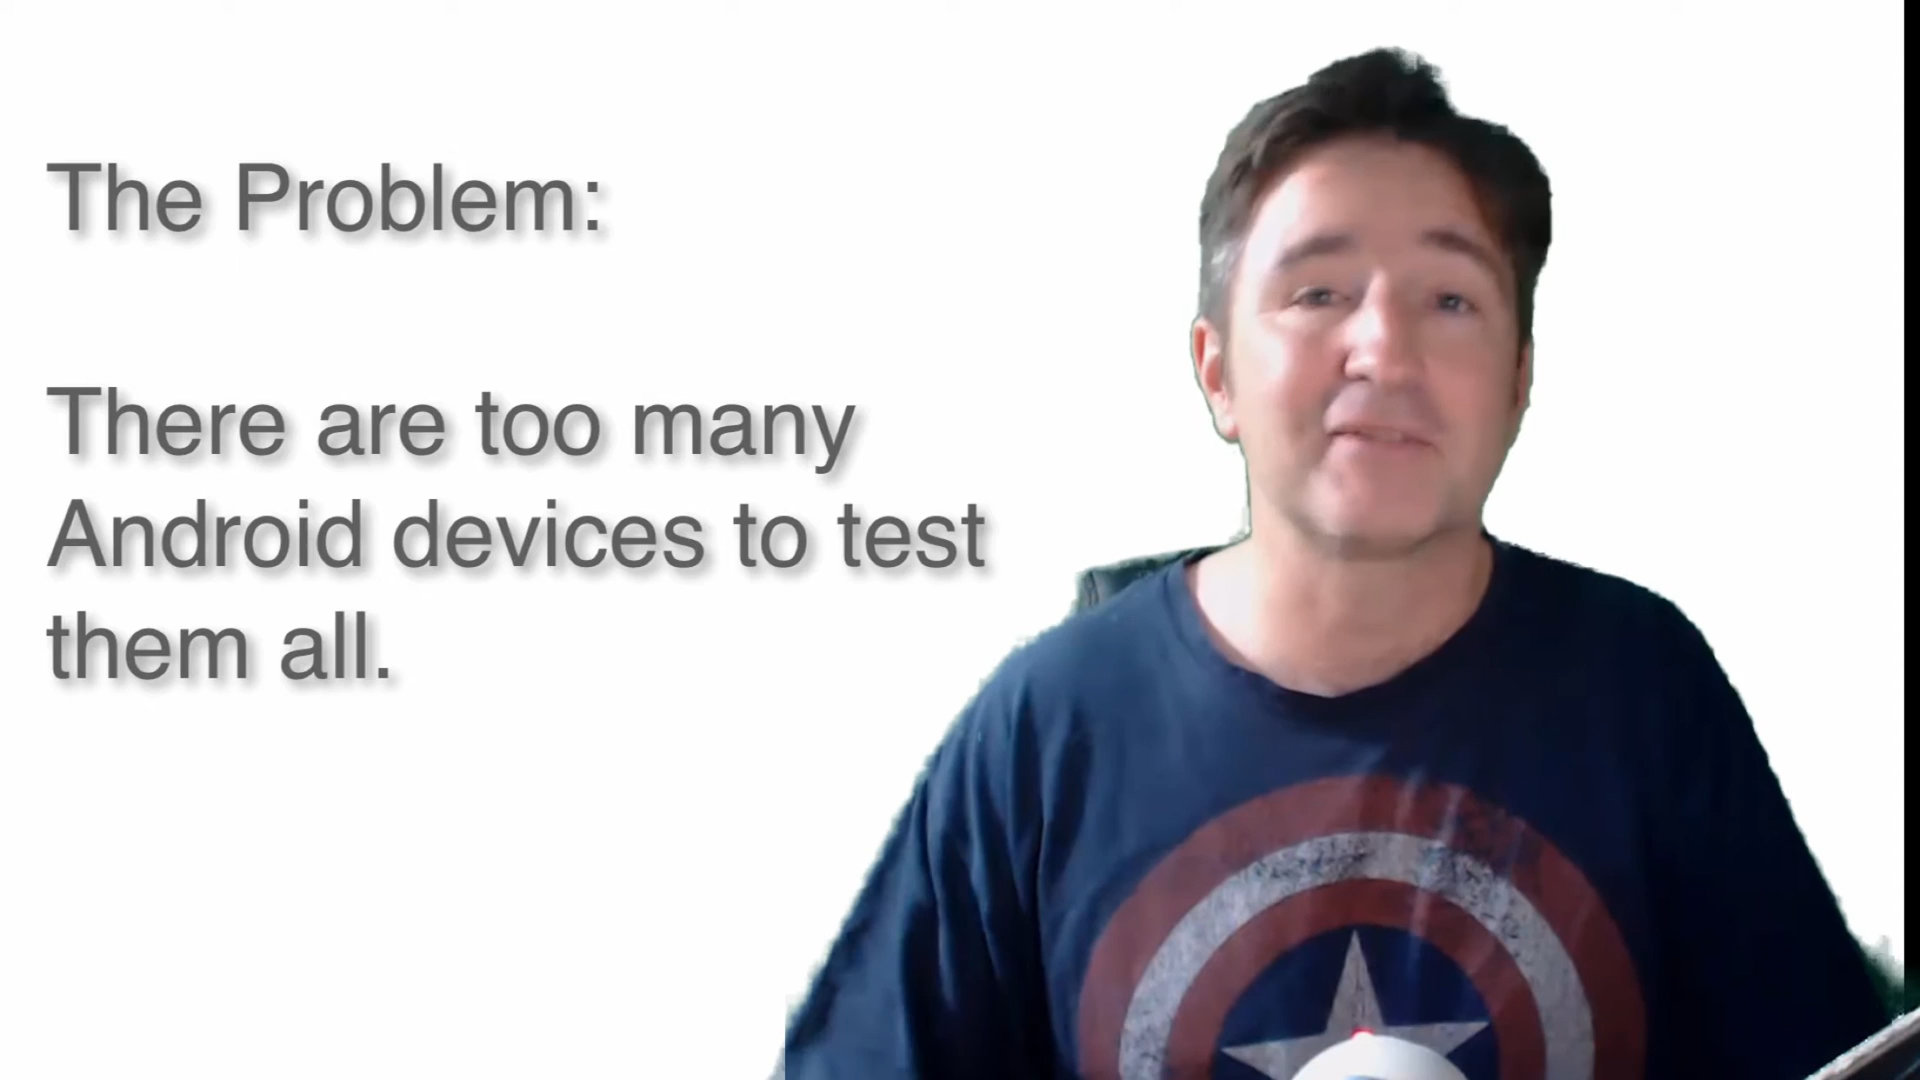 The Problem:
There are too many
Android devices to test
them all.